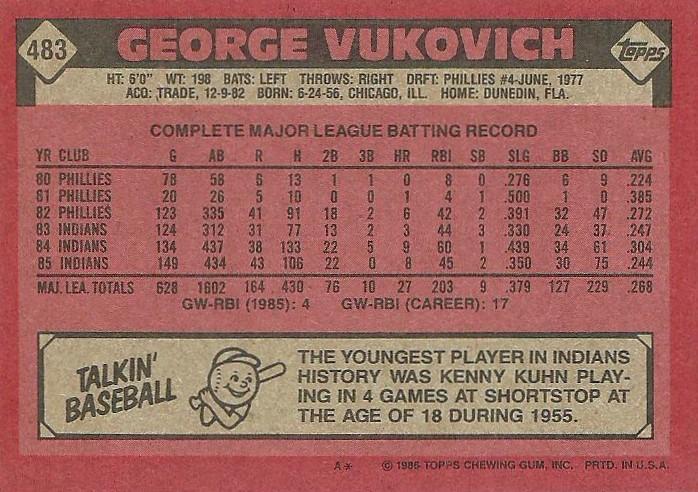 483
GEORGE VUKOVICH
topps
HT: 6'0" WT: 198 BATS: LEFT THROWS: RIGHT DRFT: PHILLIES #4-JUNE, 1977
ACQ: TRADE, 12-9-82 BORN: 6-24-56, CHICAGO, ILL. HOME: DUNEDIN, FLA.
COMPLETE MAJOR LEAGUE BATTING RECORD
YR CLUB G AB R H 2B 3B HR RBI SB SLG BB SO AVG
80 PHILLIES 78 58 6 13 1 1 0 8 0 .276 6 9 .224
81 PHILLIES 20 26 5 10 0 0 1 4 1 .500 1 0 .385
82 PHILLIES 123 335 41 91 18 2 6 42 2 .391 32 47 .272
83 INDIANS 124 312 31 77 13 2 3 44 3 .330 24 37 .247
84 INDIANS 134 437 38 133 22 5 9 60 1 .439 34 61 .304
85 INDIANS 149 434 43 106 22 0 8 45 2 .350 30 75 .244
MAJ. LEA. TOTALS 628 1602 164 430 76 10 27 203 9 .379 127 229 .268
GW-RBI (1985): 4 GW-RBI (CAREER): 17
TALKIN' BASEBALL
THE YOUNGEST PLAYER IN INDIANS
HISTORY WAS KENNY KUHN PLAY-
ING IN 4 GAMES AT SHORTSTOP AT
THE AGE OF 18 DURING 1955.
A* © 1986 TOPPS CHEWING GUM, INC. PRTD. IN U.S.A.